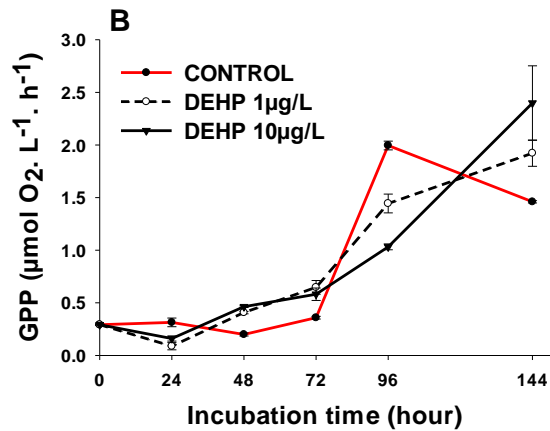 B
GPP (µmol O₂. L⁻¹ . h⁻¹)
3.0
2.5
2.0
1.5
1.0
0.5
0.0
CONTROL
DEHP 1µg/L
DEHP 10µg/L
0 24 48 72 96 144
Incubation time (hour)